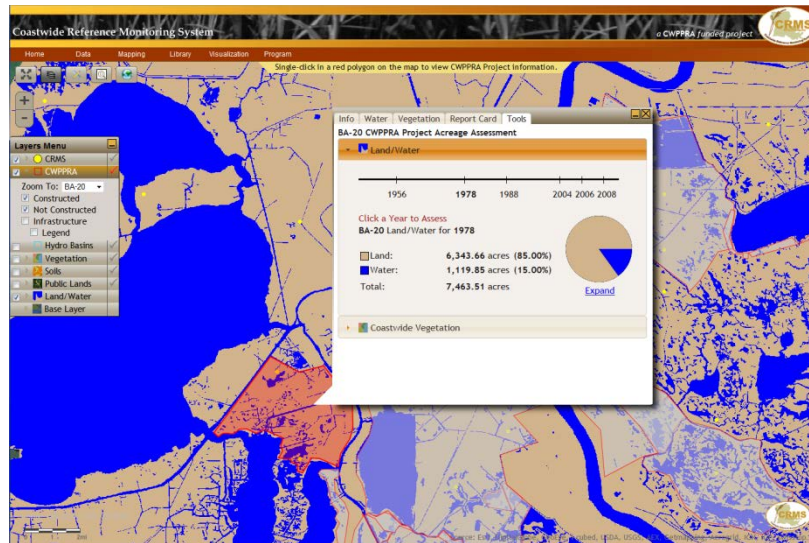 Coastwide Reference Monitoring System
a CWPPRA funded project
CRMS
Home Data Mapping Library Visualization Program
Single-click in a red polygon on the map to view CWPPRA Project information.
Layers Menu
CRMS
CWPPRA
Zoom To: BA-20
Constructed
Not Constructed
Infrastructure
Legend
Hydro Basins
Vegetation
Soils
Public Lands
Land/Water
Base Layer
Info Water Vegetation Report Card Tools
BA-20 CWPPRA Project Acreage Assessment
Land/Water
1956 1978 1988 2004 2006 2008
Click a Year to Assess
BA-20 Land/Water for 1978
Land: 6,343.66 acres (85.00%)
Water: 1,119.85 acres (15.00%)
Total: 7,463.51 acres
Expand
Coastwide Vegetation
2mi
CRMS